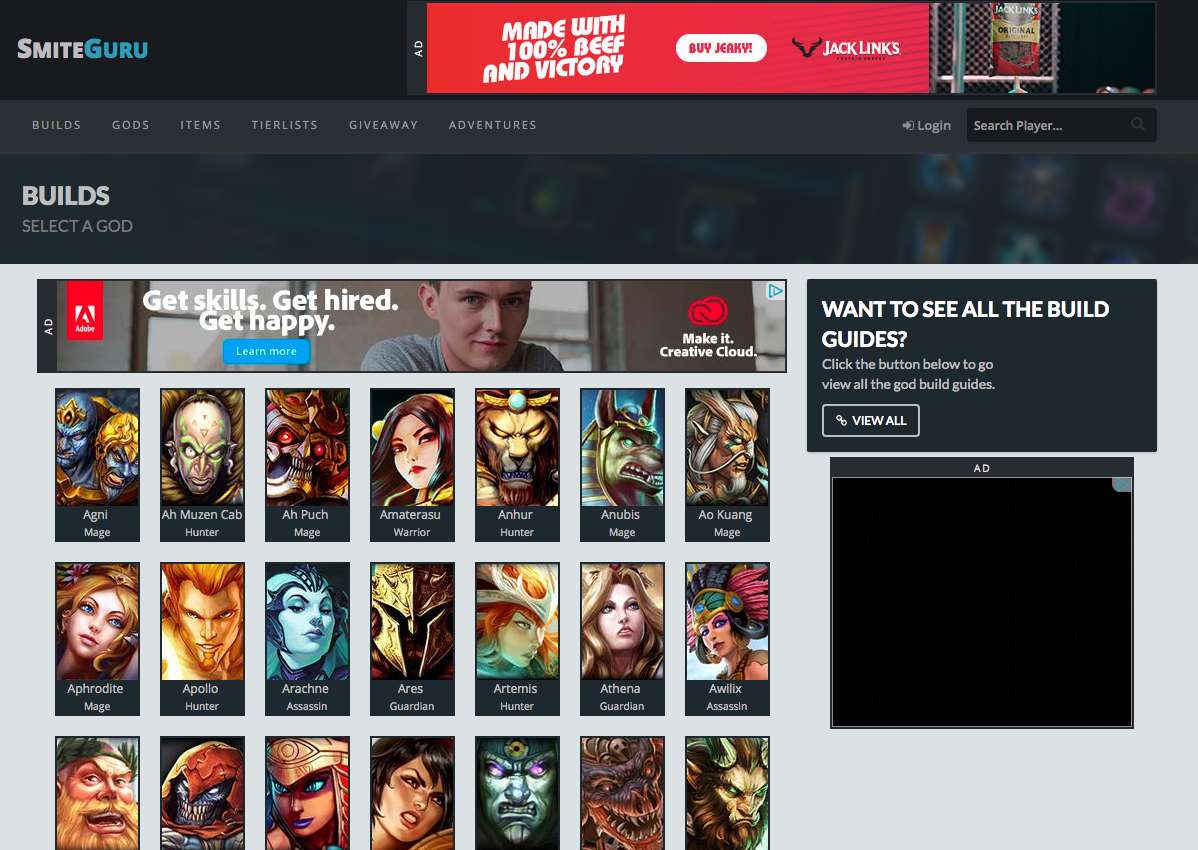 SMITEGURU
AD
MADE WITH
100% BEEF
AND VICTORY
BUY JERKY!
JACK LINK'S
PROTEIN SNACKS
JACK LINK'S
ORIGINAL
BUILDS
GODS
ITEMS
TIERLISTS
GIVEAWAY
ADVENTURES
Login
Search Player...
BUILDS
SELECT A GOD
AD
Adobe
Get skills. Get hired.
Get happy.
Learn more
Make it.
Creative Cloud.
WANT TO SEE ALL THE BUILD
GUIDES?
Click the button below to go
view all the god build guides.
VIEW ALL
AD
Agni
Mage
Ah Muzen Cab
Hunter
Ah Puch
Mage
Amaterasu
Warrior
Anhur
Hunter
Anubis
Mage
Ao Kuang
Mage
Aphrodite
Mage
Apollo
Hunter
Arachne
Assassin
Ares
Guardian
Artemis
Hunter
Athena
Guardian
Awilix
Assassin